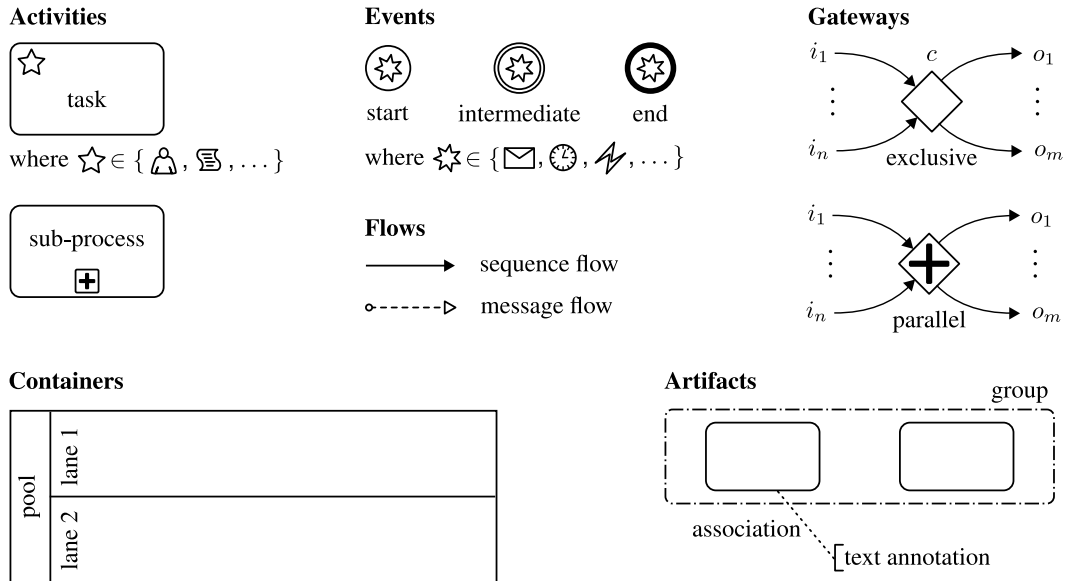 Activities
task
where ☆ ∈ { , , … }
sub-process
Events
start intermediate end
where ∈ { , , , … }
Flows
sequence flow
message flow
Gateways
i₁ c o₁
⋮ ⋮
iₙ exclusive oₘ
i₁ o₁
⋮ ⋮
iₙ parallel oₘ
Containers
pool
lane 1
lane 2
Artifacts
group
association
text annotation